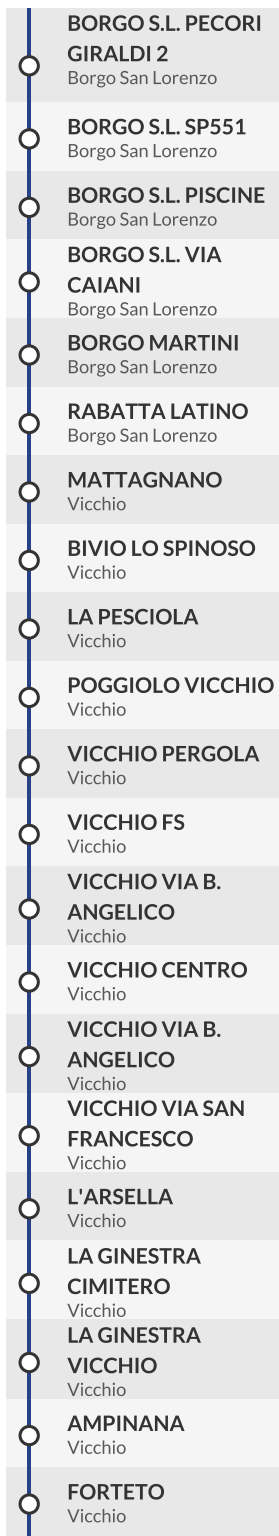 BORGO S.L. PECORI
GIRALDI 2
Borgo San Lorenzo
BORGO S.L. SP551
Borgo San Lorenzo
BORGO S.L. PISCINE
Borgo San Lorenzo
BORGO S.L. VIA
CAIANI
Borgo San Lorenzo
BORGO MARTINI
Borgo San Lorenzo
RABATTA LATINO
Borgo San Lorenzo
MATTAGNANO
Vicchio
BIVIO LO SPINOSO
Vicchio
LA PESCIOLA
Vicchio
POGGIOLO VICCHIO
Vicchio
VICCHIO PERGOLA
Vicchio
VICCHIO FS
Vicchio
VICCHIO VIA B.
ANGELICO
Vicchio
VICCHIO CENTRO
Vicchio
VICCHIO VIA B.
ANGELICO
Vicchio
VICCHIO VIA SAN
FRANCESCO
Vicchio
L'ARSELLA
Vicchio
LA GINESTRA
CIMITERO
Vicchio
LA GINESTRA
VICCHIO
Vicchio
AMPINANA
Vicchio
FORTETO
Vicchio